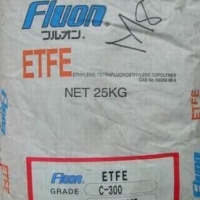 Fluon
フルオン
ETFE
ETHYLENE TETRAFLUOROETHYLENE COPOLYMER
NET 25KG
Fluon ETFE
GRADE C-300